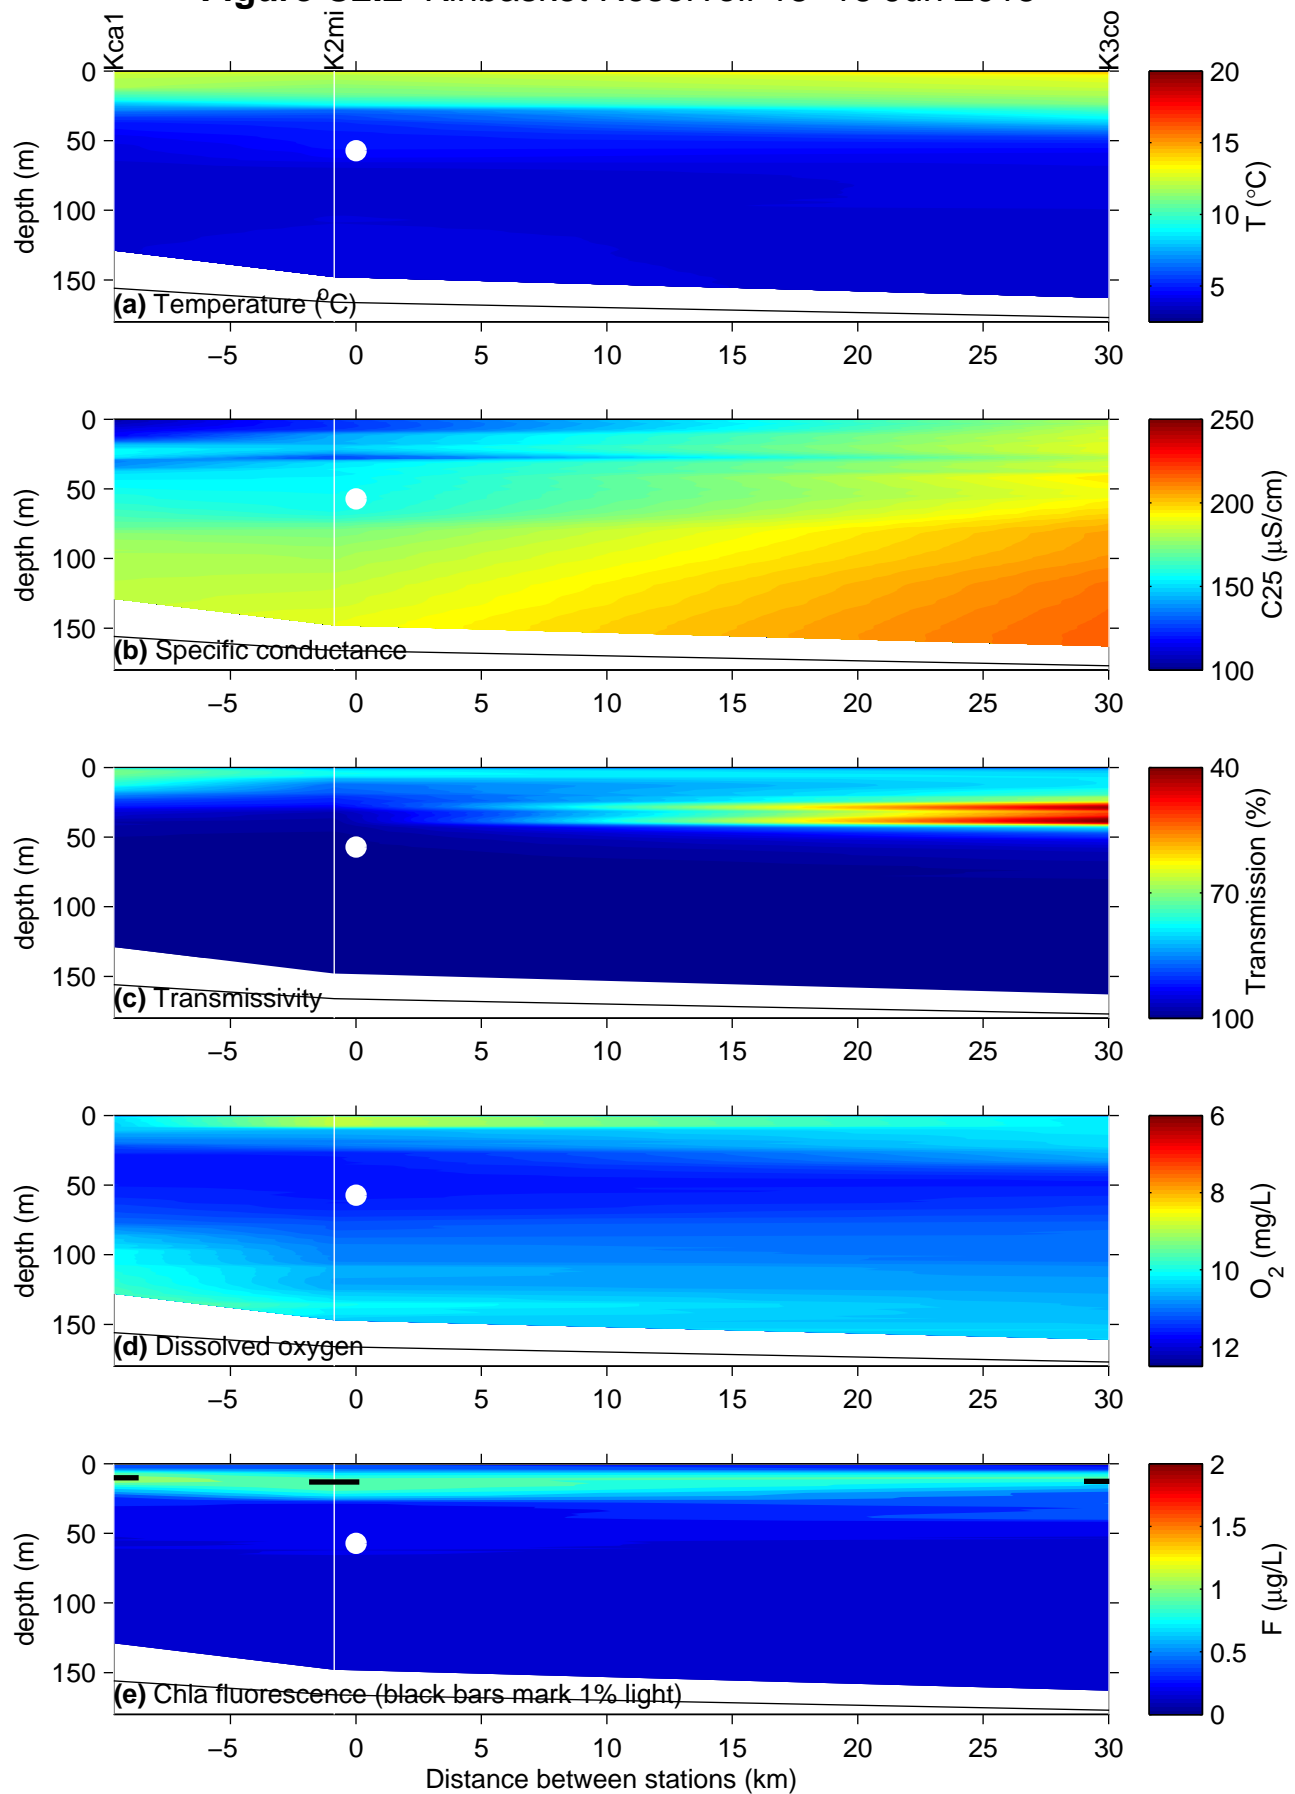 Kca1
K2mi
K3co
0
50
100
150
depth (m)
(a) Temperature (°C)
−5 0 5 10 15 20 25 30
20
15
10
5
T (°C)
0
50
100
150
depth (m)
(b) Specific conductance
−5 0 5 10 15 20 25 30
250
200
150
100
C25 (µS/cm)
0
50
100
150
depth (m)
(c) Transmissivity
−5 0 5 10 15 20 25 30
40
70
100
Transmission (%)
0
50
100
150
depth (m)
(d) Dissolved oxygen
−5 0 5 10 15 20 25 30
6
8
10
12
O2 (mg/L)
0
50
100
150
depth (m)
(e) Chla fluorescence (black bars mark 1% light)
−5 0 5 10 15 20 25 30
2
1.5
1
0.5
0
F (µg/L)
Distance between stations (km)